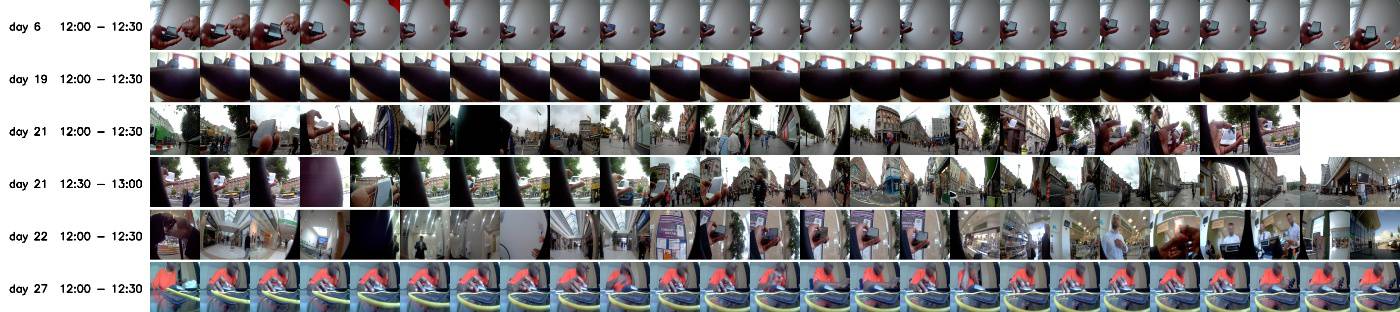 day 6 12:00 – 12:30
day 19 12:00 – 12:30
day 21 12:00 – 12:30
day 21 12:30 – 13:00
day 22 12:00 – 12:30
day 27 12:00 – 12:30